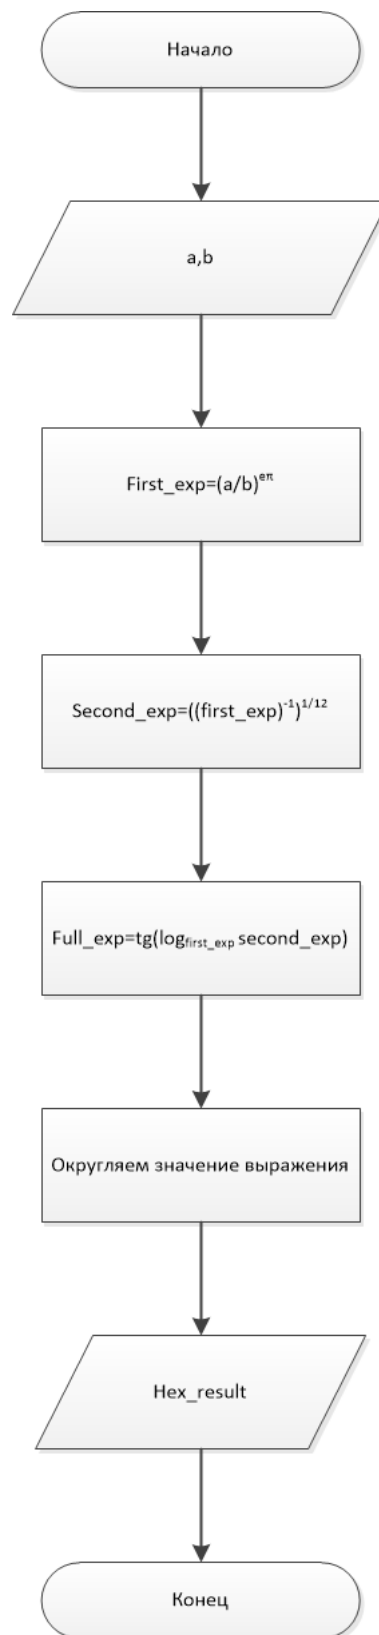 Начало
a,b
First_exp=(a/b)^eπ
Second_exp=((first_exp)^-1)^1/12
Full_exp=tg(log_first_exp second_exp)
Округляем значение выражения
Hex_result
Конец